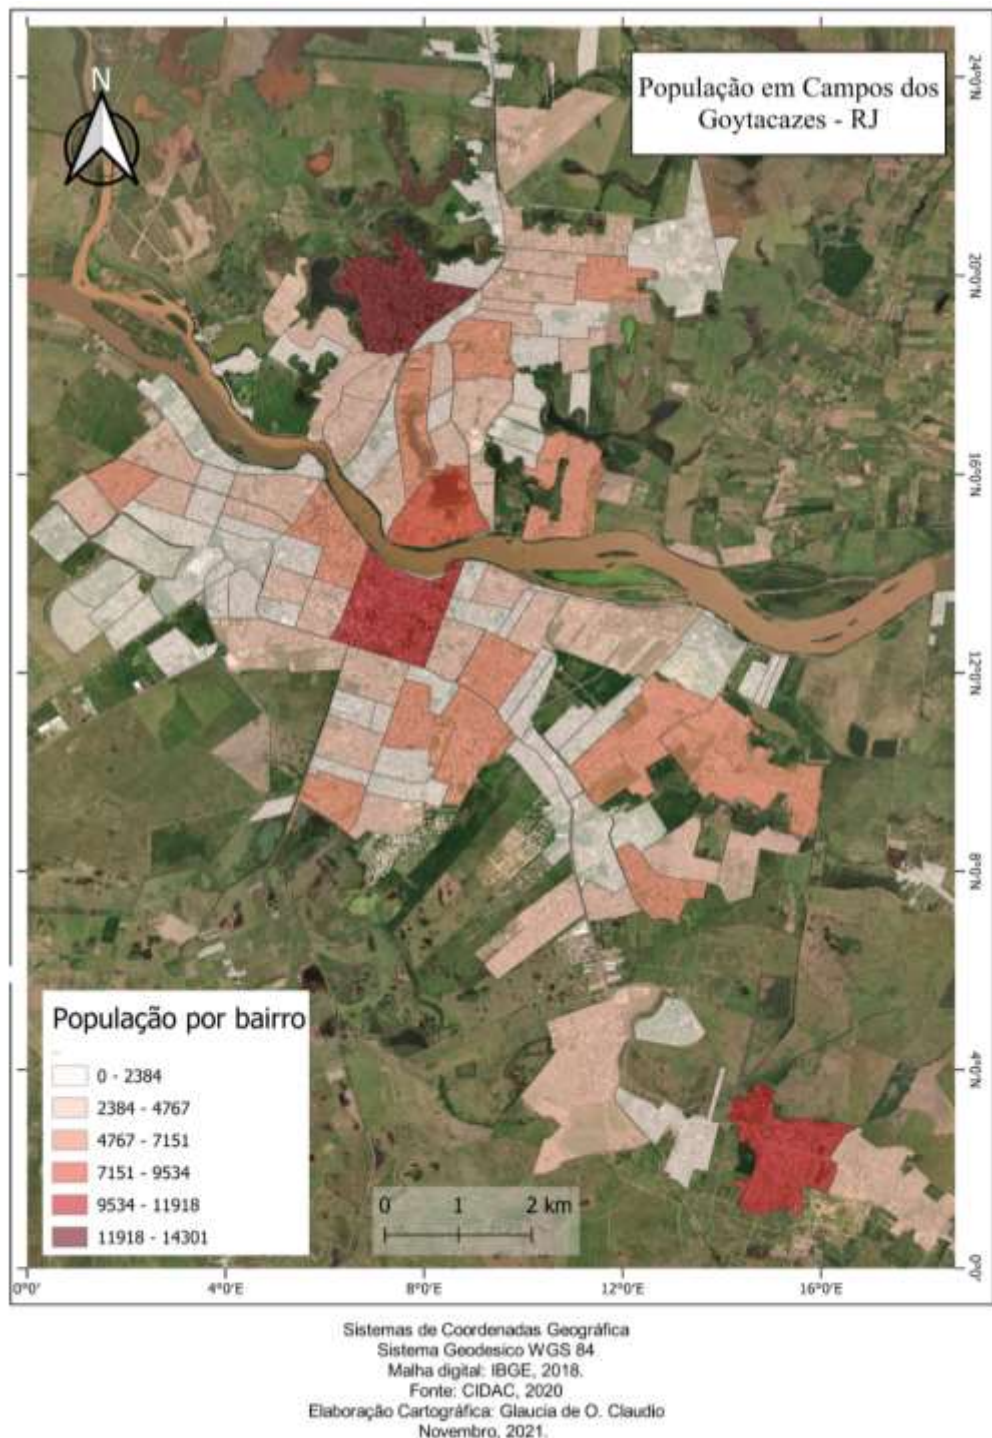 N
População em Campos dos
Goytacazes - RJ
24°0'N
20°0'N
16°0'N
12°0'N
8°0'N
4°0'N
0°0'
População por bairro
0 - 2384
2384 - 4767
4767 - 7151
7151 - 9534
9534 - 11918
11918 - 14301
0 1 2 km
0°0' 4°0'E 8°0'E 12°0'E 16°0'E
Sistemas de Coordenadas Geográfica
Sistema Geodesico WGS 84
Malha digital: IBGE, 2018.
Fonte: CIDAC, 2020
Elaboração Cartográfica: Glaucia de O. Claudio
Novembro, 2021.